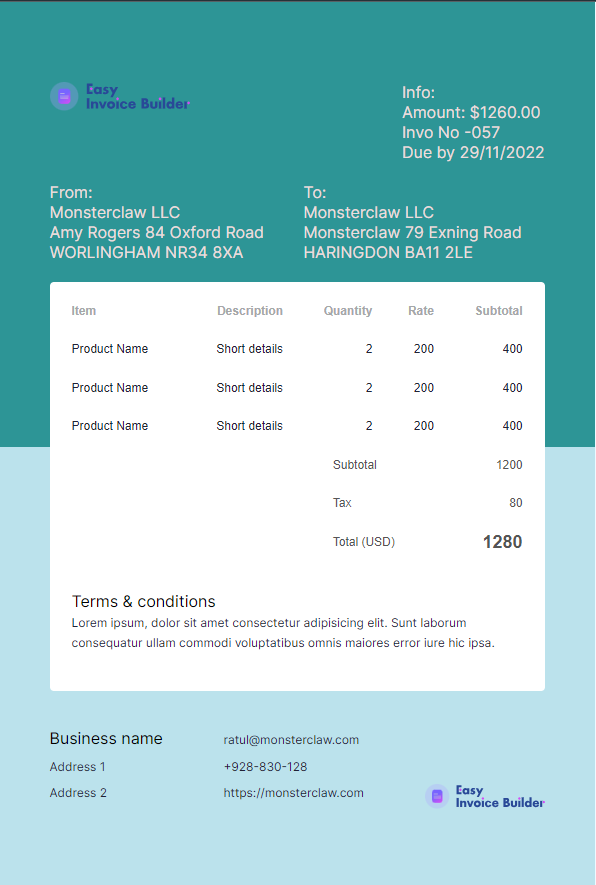 Easy
Invoice Builder
Info:
Amount: $1260.00
Invo No -057
Due by 29/11/2022
From:
Monsterclaw LLC
Amy Rogers 84 Oxford Road
WORLINGHAM NR34 8XA
To:
Monsterclaw LLC
Monsterclaw 79 Exning Road
HARINGDON BA11 2LE
Item Description Quantity Rate Subtotal
Product Name Short details 2 200 400
Product Name Short details 2 200 400
Product Name Short details 2 200 400
Subtotal 1200
Tax 80
Total (USD) 1280
Terms & conditions
Lorem ipsum, dolor sit amet consectetur adipisicing elit. Sunt laborum
consequatur ullam commodi voluptatibus omnis maiores error iure hic ipsa.
Business name
Address 1
Address 2
ratul@monsterclaw.com
+928-830-128
https://monsterclaw.com
Easy
Invoice Builder